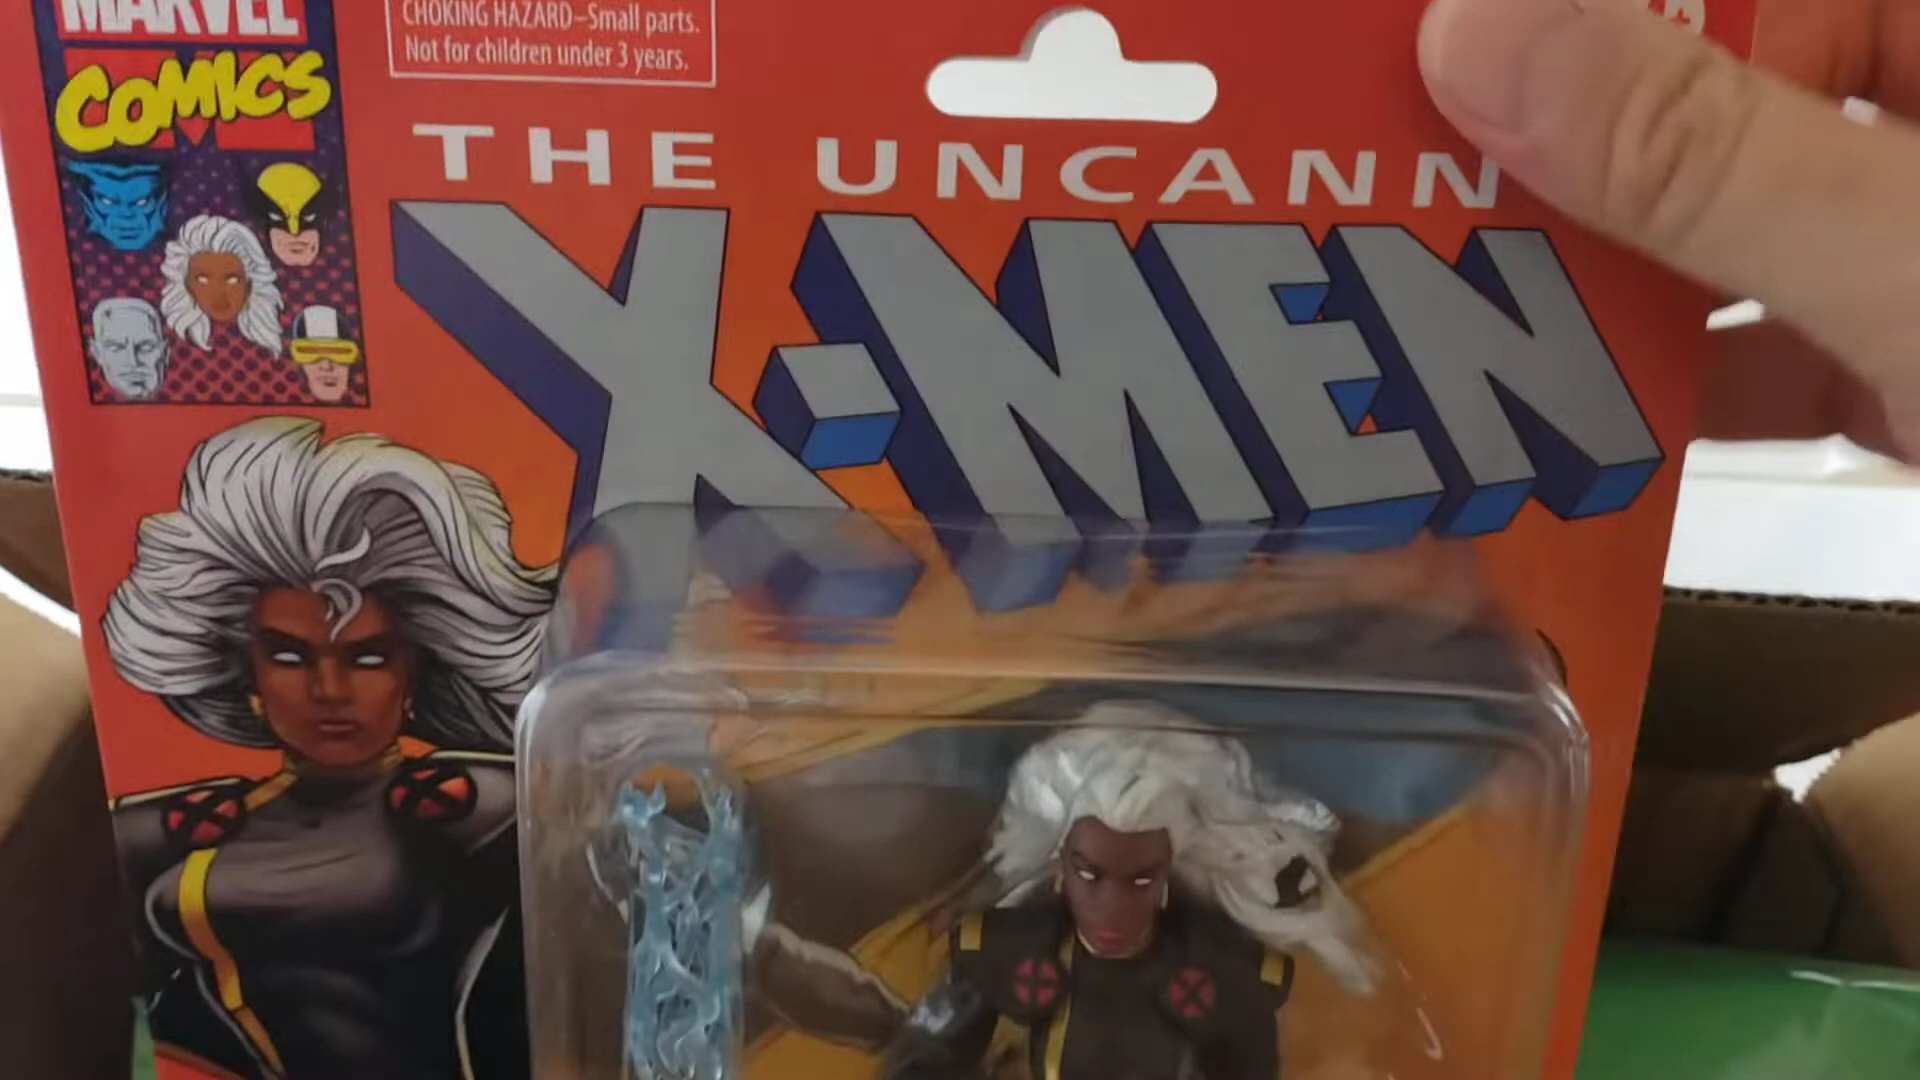 MARVEL
COMICS
CHOKING HAZARD–Small parts.
Not for children under 3 years.
THE UNCANN
X-MEN